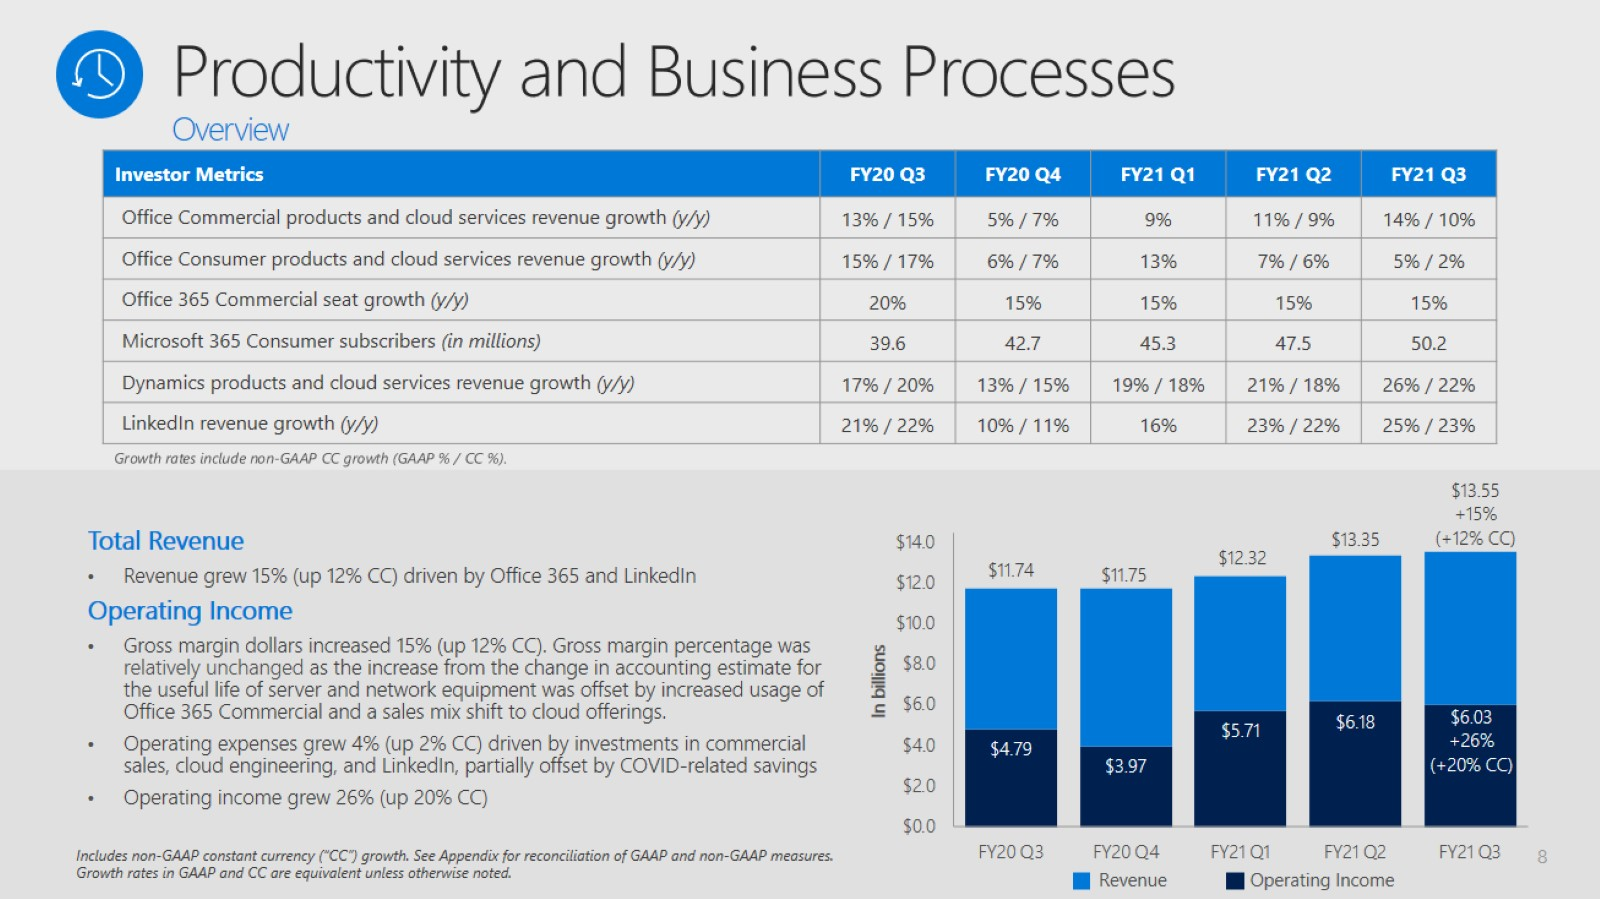 Productivity and Business Processes
Overview
Investor Metrics FY20 Q3 FY20 Q4 FY21 Q1 FY21 Q2 FY21 Q3
Office Commercial products and cloud services revenue growth (y/y) 13% / 15% 5% / 7% 9% 11% / 9% 14% / 10%
Office Consumer products and cloud services revenue growth (y/y) 15% / 17% 6% / 7% 13% 7% / 6% 5% / 2%
Office 365 Commercial seat growth (y/y) 20% 15% 15% 15% 15%
Microsoft 365 Consumer subscribers (in millions) 39.6 42.7 45.3 47.5 50.2
Dynamics products and cloud services revenue growth (y/y) 17% / 20% 13% / 15% 19% / 18% 21% / 18% 26% / 22%
LinkedIn revenue growth (y/y) 21% / 22% 10% / 11% 16% 23% / 22% 25% / 23%
Growth rates include non-GAAP CC growth (GAAP % / CC %).
Total Revenue
• Revenue grew 15% (up 12% CC) driven by Office 365 and LinkedIn
Operating Income
• Gross margin dollars increased 15% (up 12% CC). Gross margin percentage was
relatively unchanged as the increase from the change in accounting estimate for
the useful life of server and network equipment was offset by increased usage of
Office 365 Commercial and a sales mix shift to cloud offerings.
• Operating expenses grew 4% (up 2% CC) driven by investments in commercial
sales, cloud engineering, and LinkedIn, partially offset by COVID-related savings
• Operating income grew 26% (up 20% CC)
Includes non-GAAP constant currency ("CC") growth. See Appendix for reconciliation of GAAP and non-GAAP measures.
Growth rates in GAAP and CC are equivalent unless otherwise noted.
In billions
$14.0
$12.0
$10.0
$8.0
$6.0
$4.0
$2.0
$0.0
$11.74
$11.75
$12.32
$13.35
$13.55
+15%
(+12% CC)
$4.79
$3.97
$5.71
$6.18
$6.03
+26%
(+20% CC)
FY20 Q3 FY20 Q4 FY21 Q1 FY21 Q2 FY21 Q3
Revenue Operating Income
8